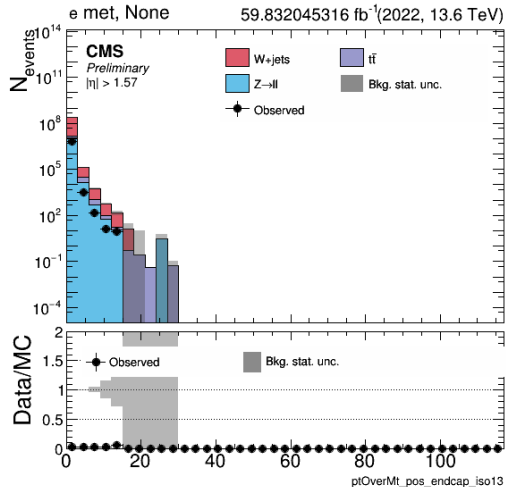 e met, None 59.832045316 fb⁻¹(2022, 13.6 TeV)
CMS
Preliminary
|η| > 1.57
W+jets
tt̄
Z→ll
Bkg. stat. unc.
Observed
N_events
10¹⁴
10¹¹
10⁸
10⁵
10²
10⁻¹
10⁻⁴
Data/MC
2
1.5
1
0.5
0
Observed
Bkg. stat. unc.
0 20 40 60 80 100
ptOverMt_pos_endcap_iso13